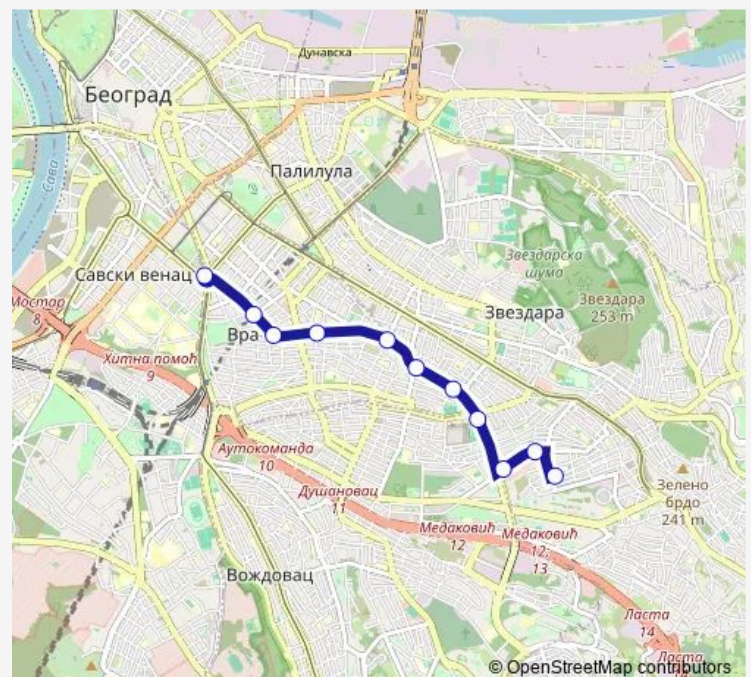 Дунавска
Београд
Палилула
Сава
Савски венац
Звездарска
шума
Звездара
253 m
Звездара
Мостар
8
Вра
Хитна помоћ
9
Аутокоманда
10
Душановац
11
Медаковић
12
Медаковић
12;
13
Зелено
брдо
241 m
Вождовац
Ласта
14
Ласта
© OpenStreetMap contributors